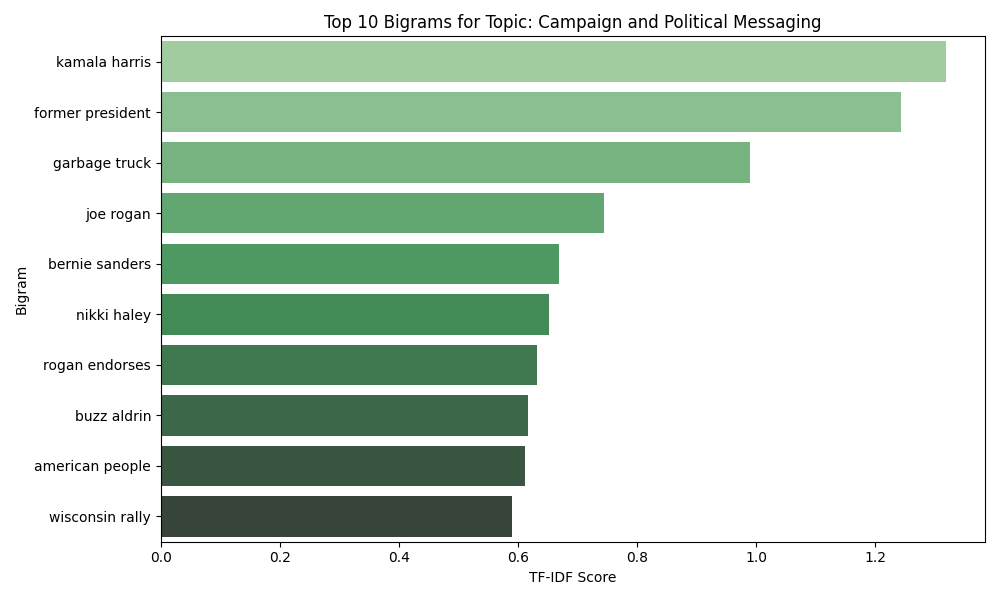 Top 10 Bigrams for Topic: Campaign and Political Messaging
kamala harris
former president
garbage truck
joe rogan
bernie sanders
nikki haley
rogan endorses
buzz aldrin
american people
wisconsin rally
Bigram
0.0 0.2 0.4 0.6 0.8 1.0 1.2
TF-IDF Score